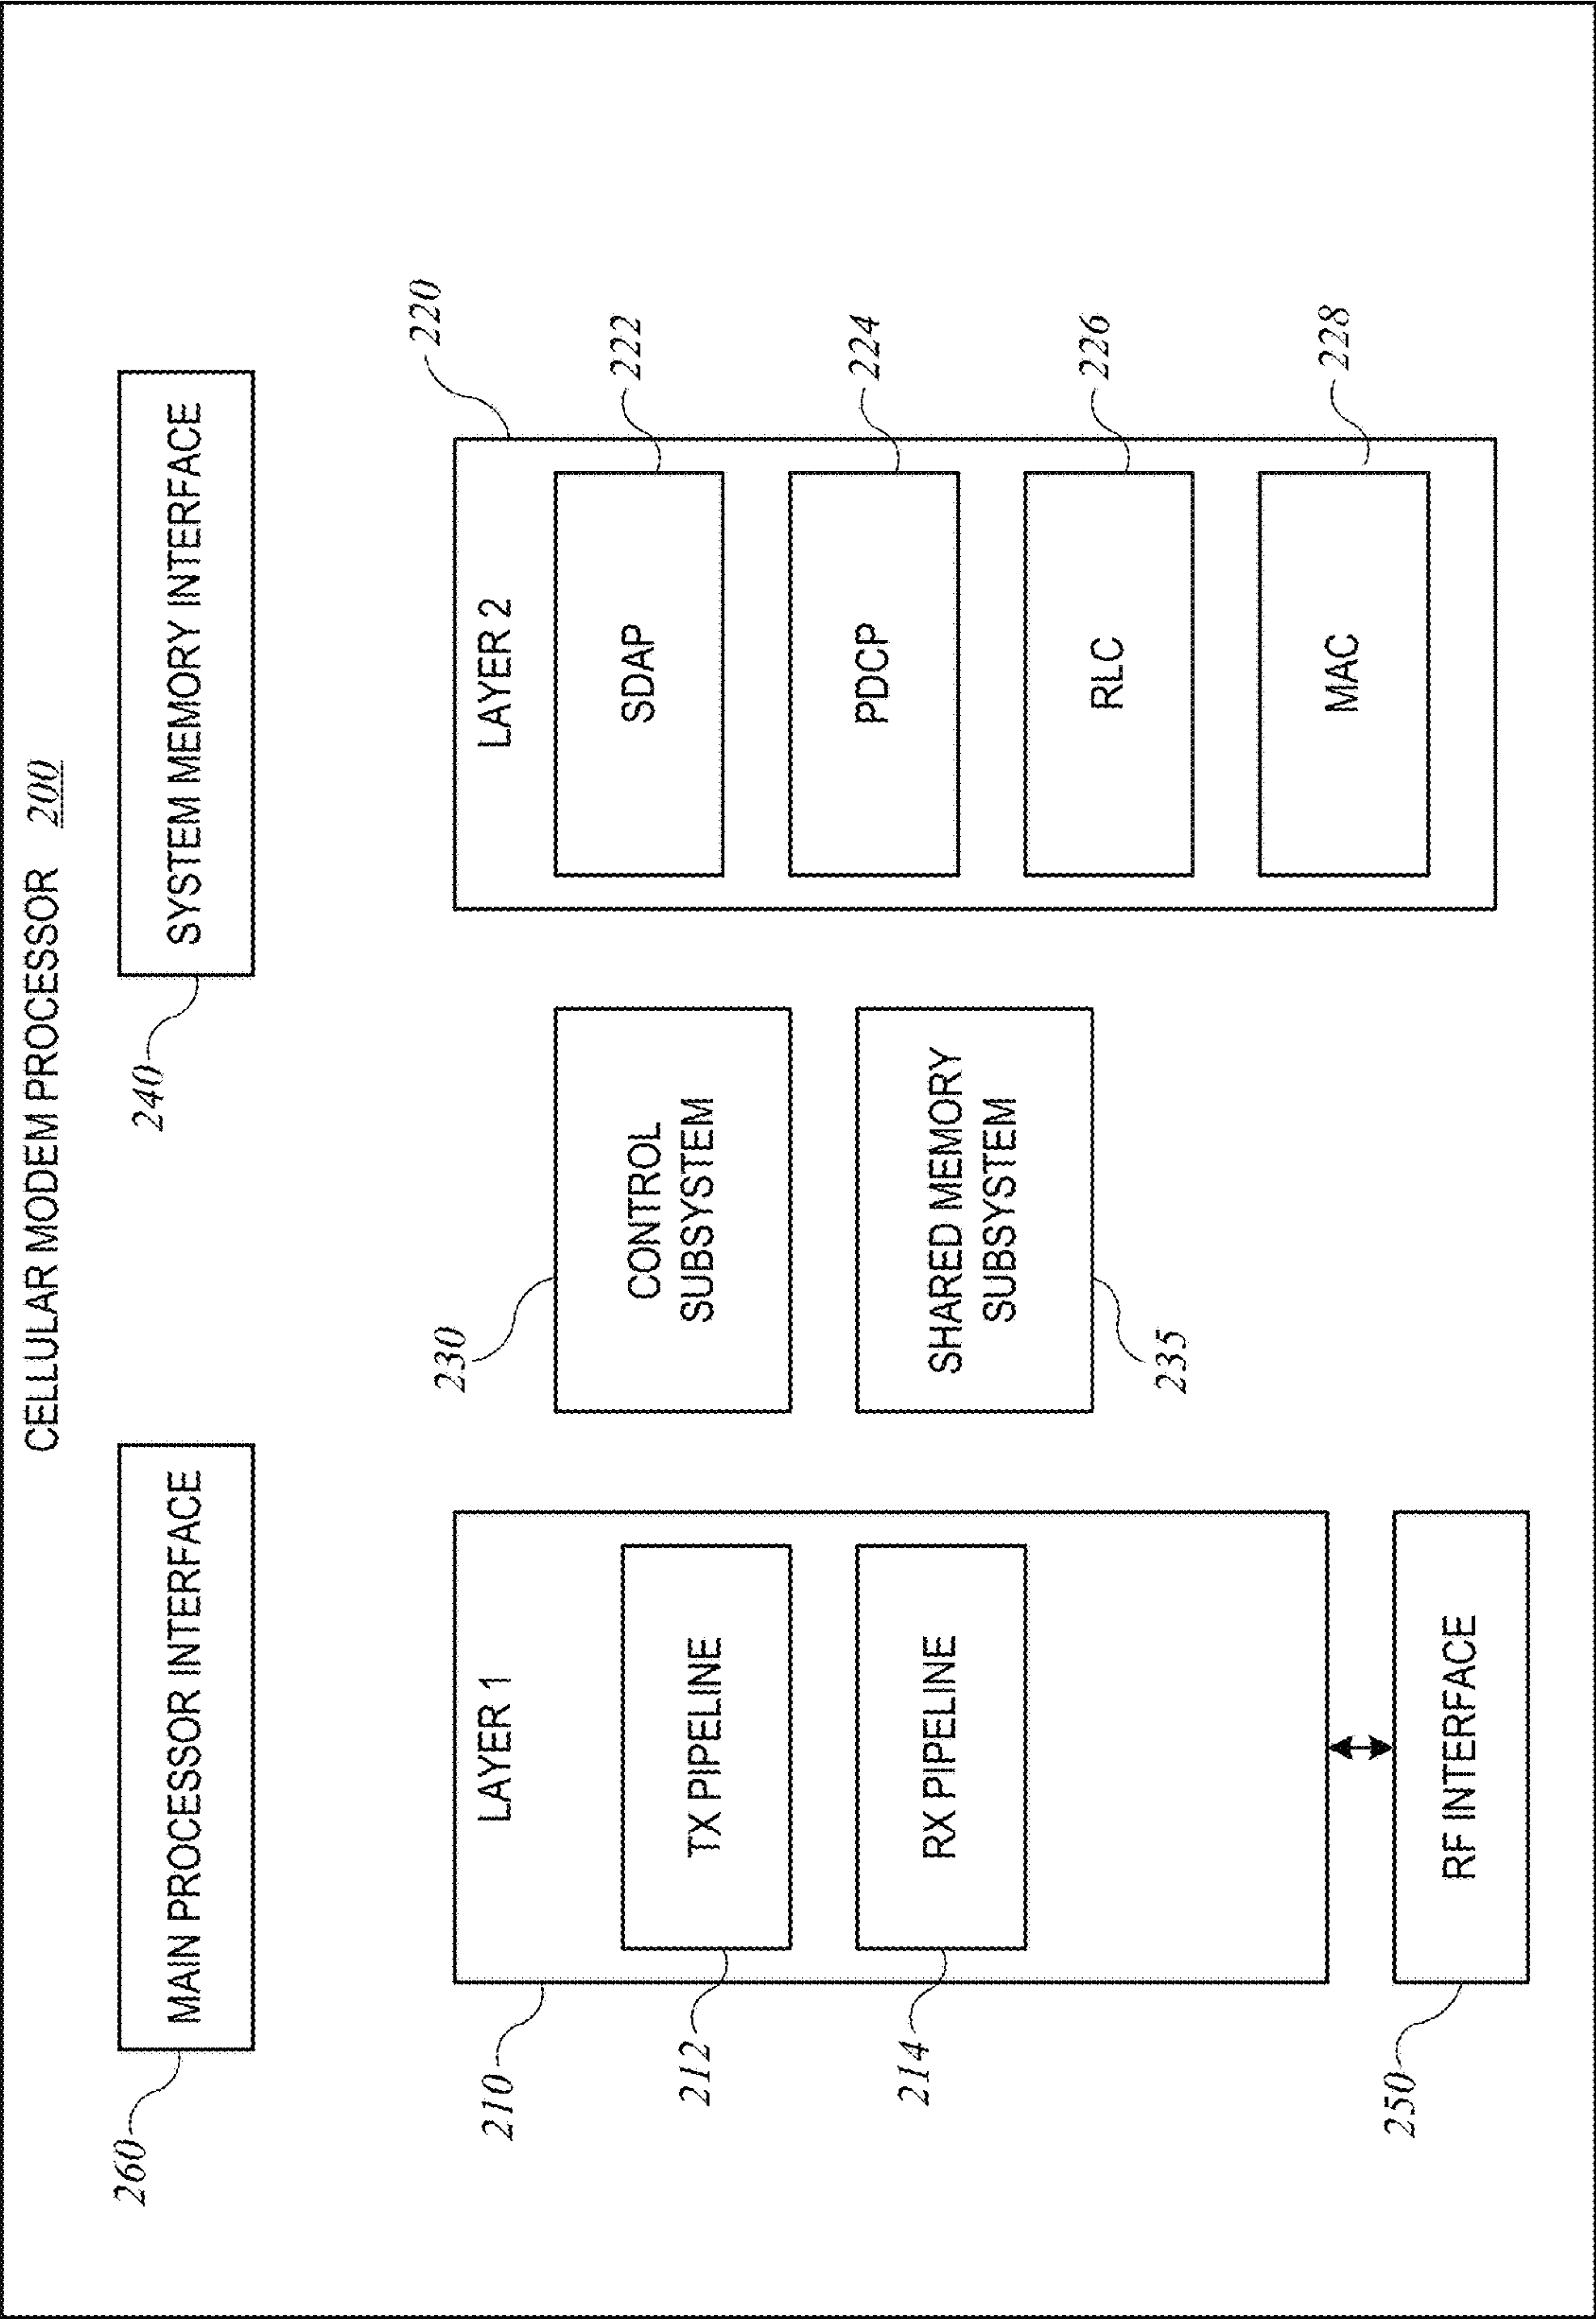 CELLULAR MODEM PROCESSOR 200
260
MAIN PROCESSOR INTERFACE
240
SYSTEM MEMORY INTERFACE
210
LAYER 1
212
TX PIPELINE
214
RX PIPELINE
250
RF INTERFACE
230
CONTROL
SUBSYSTEM
SHARED MEMORY
SUBSYSTEM
235
220
LAYER 2
SDAP
222
PDCP
224
RLC
226
MAC
228